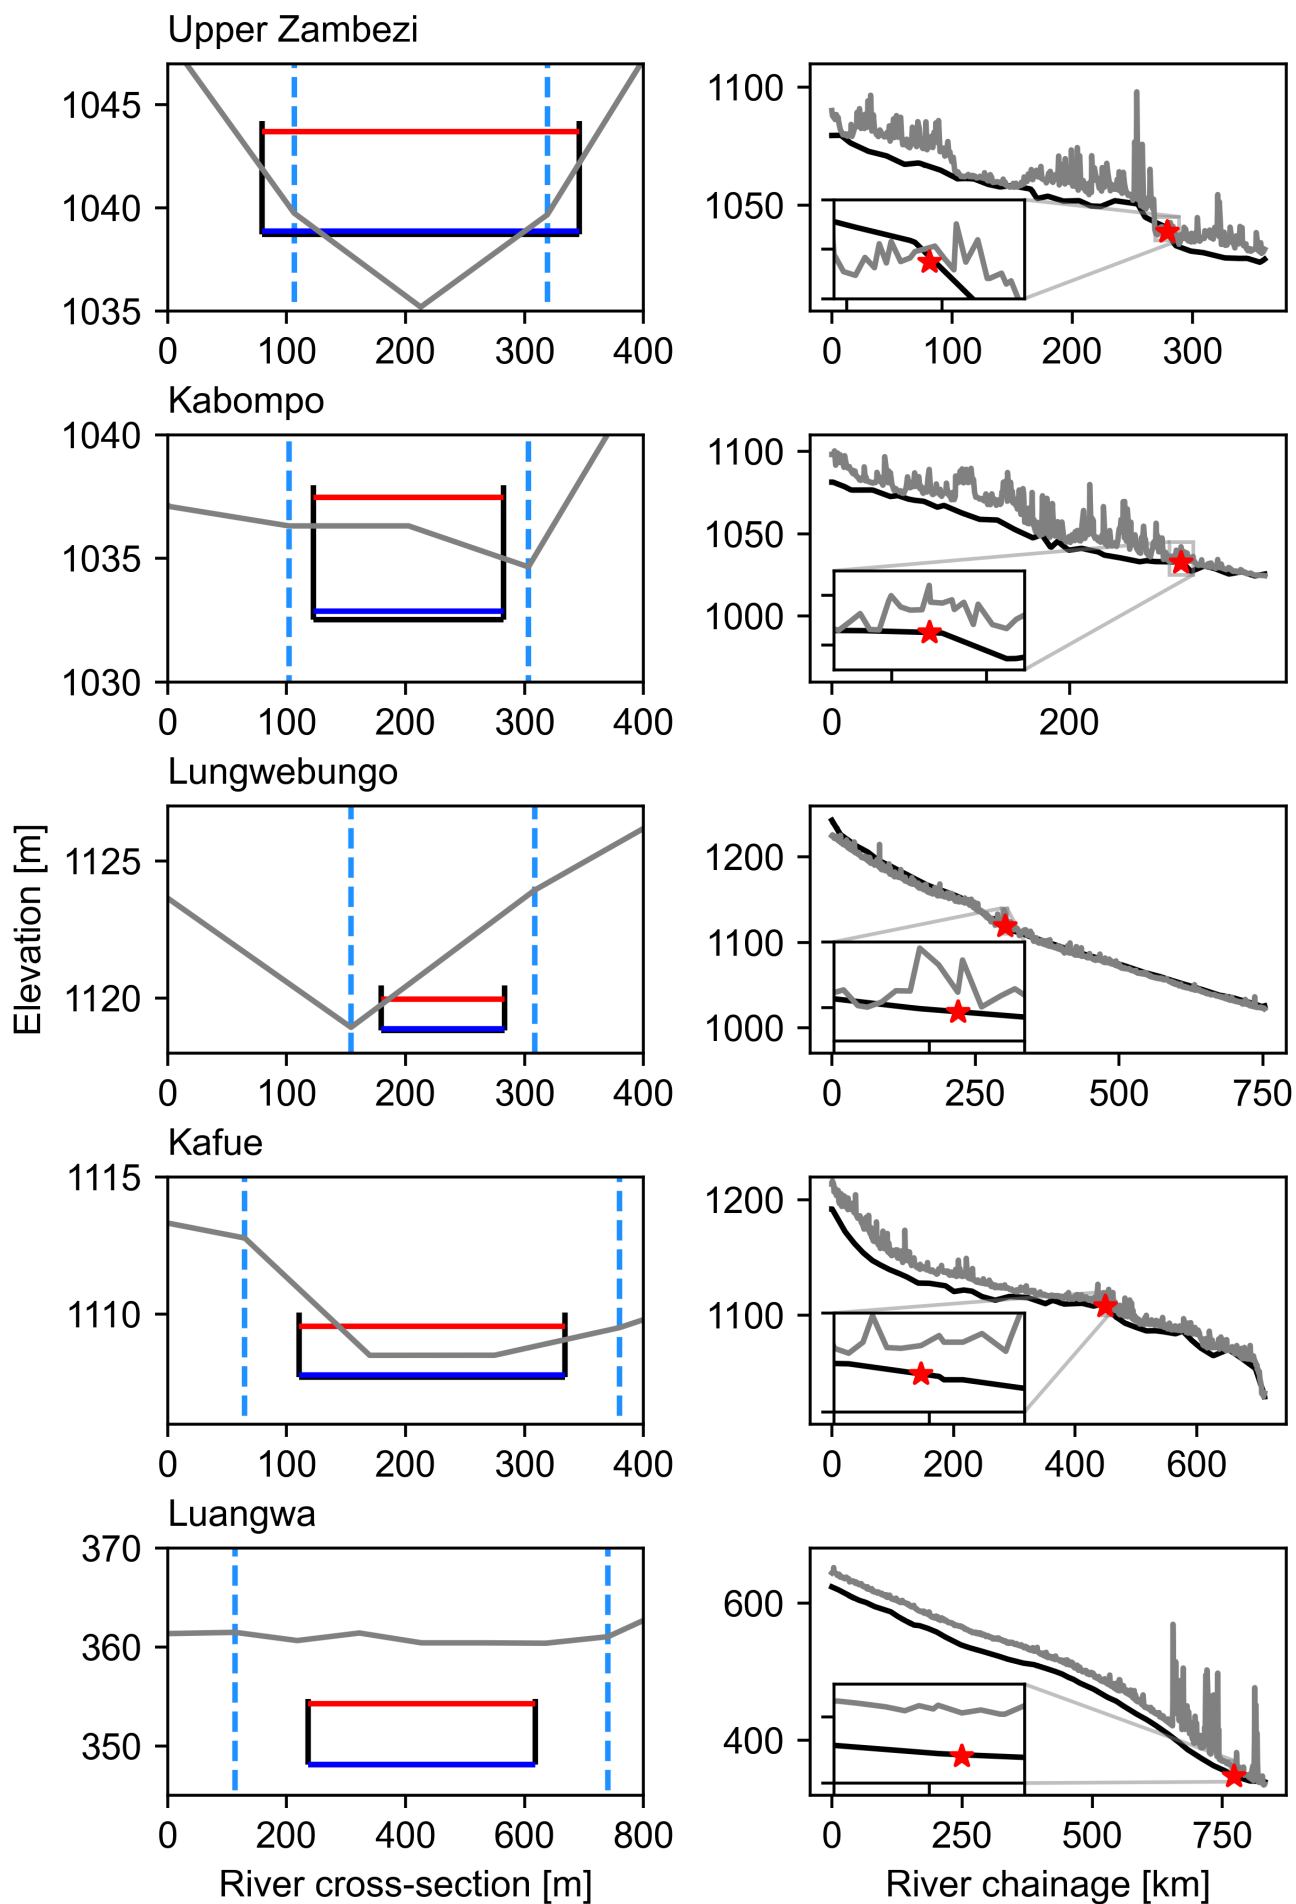 Upper Zambezi
1045
1040
1035
0 100 200 300 400
1100
1050
0 100 200 300
Kabompo
1040
1035
1030
0 100 200 300 400
1100
1050
1000
0 200
Lungwebungo
1125
1120
0 100 200 300 400
1200
1100
1000
0 250 500 750
Elevation [m]
Kafue
1115
1110
0 100 200 300 400
1200
1100
0 200 400 600
Luangwa
370
360
350
0 200 400 600 800
600
400
0 250 500 750
River cross-section [m]
River chainage [km]